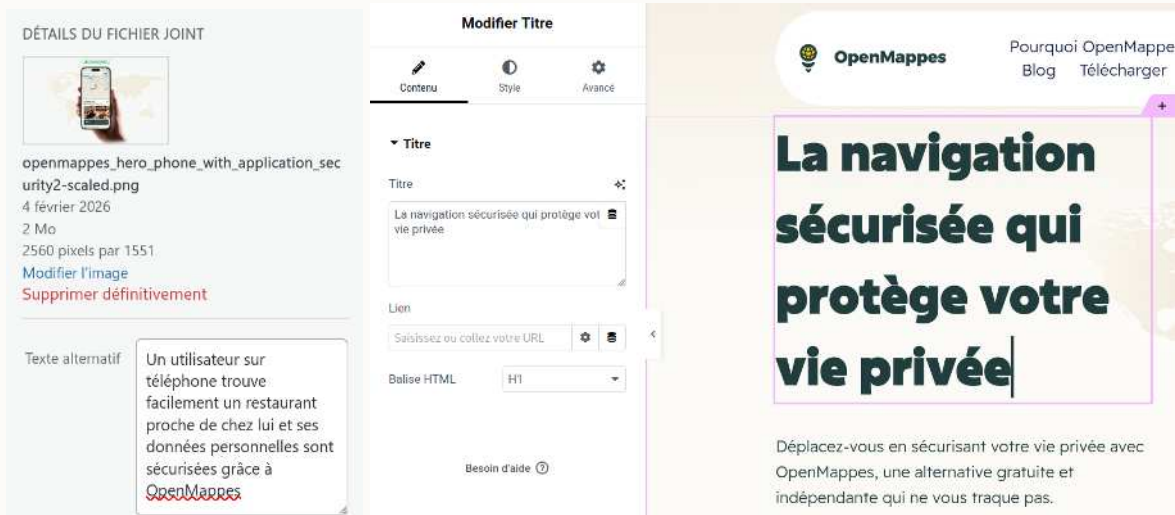 DÉTAILS DU FICHIER JOINT
openmappes_hero_phone_with_application_sec
urity2-scaled.png
4 février 2026
2 Mo
2560 pixels par 1551
Modifier l'image
Supprimer définitivement
Texte alternatif
Un utilisateur sur
téléphone trouve
facilement un restaurant
proche de chez lui et ses
données personnelles sont
sécurisées grâce à
OpenMappes
Modifier Titre
Contenu
Style
Avancé
Titre
Titre
La navigation sécurisée qui protège vot
vie privée
Lien
Saisissez ou collez votre URL
Balise HTML
H1
Besoin d'aide
OpenMappes
Pourquoi OpenMappe
Blog Télécharger
La navigation
sécurisée qui
protège votre
vie privée
Déplacez-vous en sécurisant votre vie privée avec
OpenMappes, une alternative gratuite et
indépendante qui ne vous traque pas.